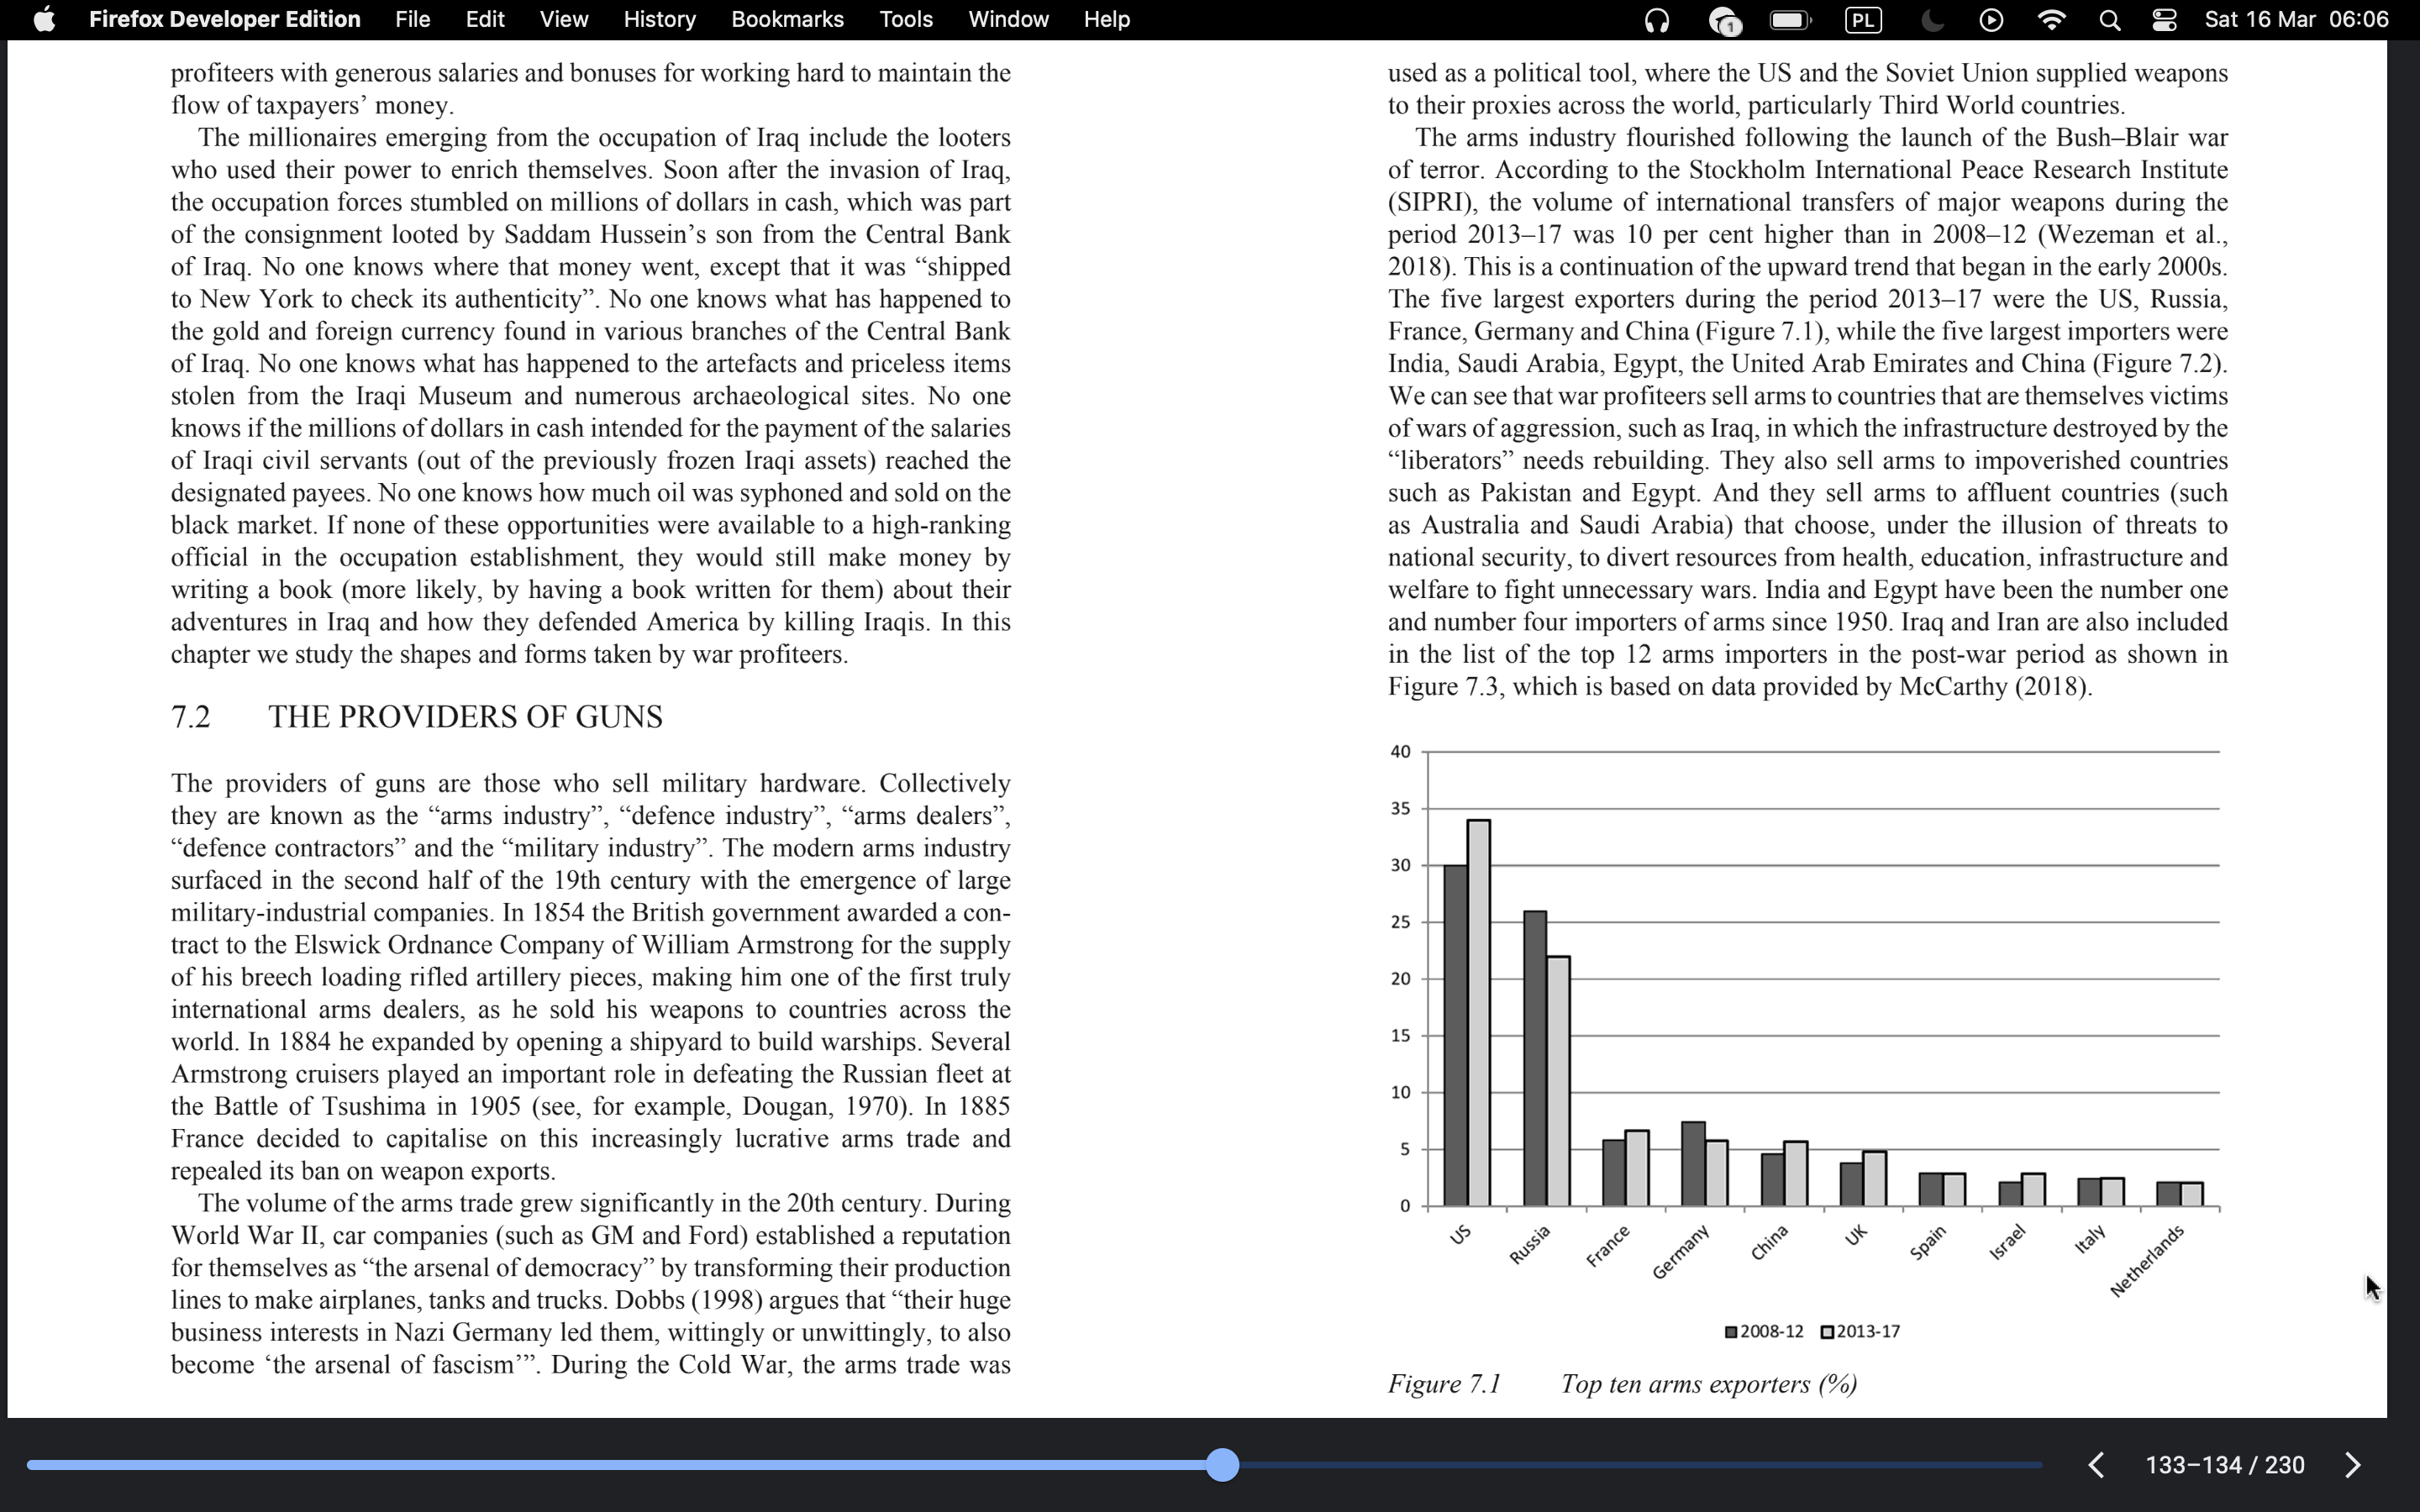 Firefox Developer Edition File Edit View History Bookmarks Tools Window Help 1 PL Sat 16 Mar 06:06
profiteers with generous salaries and bonuses for working hard to maintain the
flow of taxpayers’ money.
The millionaires emerging from the occupation of Iraq include the looters
who used their power to enrich themselves. Soon after the invasion of Iraq,
the occupation forces stumbled on millions of dollars in cash, which was part
of the consignment looted by Saddam Hussein’s son from the Central Bank
of Iraq. No one knows where that money went, except that it was “shipped
to New York to check its authenticity”. No one knows what has happened to
the gold and foreign currency found in various branches of the Central Bank
of Iraq. No one knows what has happened to the artefacts and priceless items
stolen from the Iraqi Museum and numerous archaeological sites. No one
knows if the millions of dollars in cash intended for the payment of the salaries
of Iraqi civil servants (out of the previously frozen Iraqi assets) reached the
designated payees. No one knows how much oil was syphoned and sold on the
black market. If none of these opportunities were available to a high-ranking
official in the occupation establishment, they would still make money by
writing a book (more likely, by having a book written for them) about their
adventures in Iraq and how they defended America by killing Iraqis. In this
chapter we study the shapes and forms taken by war profiteers.
7.2 THE PROVIDERS OF GUNS
The providers of guns are those who sell military hardware. Collectively
they are known as the “arms industry”, “defence industry”, “arms dealers”,
“defence contractors” and the “military industry”. The modern arms industry
surfaced in the second half of the 19th century with the emergence of large
military-industrial companies. In 1854 the British government awarded a con-
tract to the Elswick Ordnance Company of William Armstrong for the supply
of his breech loading rifled artillery pieces, making him one of the first truly
international arms dealers, as he sold his weapons to countries across the
world. In 1884 he expanded by opening a shipyard to build warships. Several
Armstrong cruisers played an important role in defeating the Russian fleet at
the Battle of Tsushima in 1905 (see, for example, Dougan, 1970). In 1885
France decided to capitalise on this increasingly lucrative arms trade and
repealed its ban on weapon exports.
The volume of the arms trade grew significantly in the 20th century. During
World War II, car companies (such as GM and Ford) established a reputation
for themselves as “the arsenal of democracy” by transforming their production
lines to make airplanes, tanks and trucks. Dobbs (1998) argues that “their huge
business interests in Nazi Germany led them, wittingly or unwittingly, to also
become ‘the arsenal of fascism’”. During the Cold War, the arms trade was
used as a political tool, where the US and the Soviet Union supplied weapons
to their proxies across the world, particularly Third World countries.
The arms industry flourished following the launch of the Bush–Blair war
of terror. According to the Stockholm International Peace Research Institute
(SIPRI), the volume of international transfers of major weapons during the
period 2013–17 was 10 per cent higher than in 2008–12 (Wezeman et al.,
2018). This is a continuation of the upward trend that began in the early 2000s.
The five largest exporters during the period 2013–17 were the US, Russia,
France, Germany and China (Figure 7.1), while the five largest importers were
India, Saudi Arabia, Egypt, the United Arab Emirates and China (Figure 7.2).
We can see that war profiteers sell arms to countries that are themselves victims
of wars of aggression, such as Iraq, in which the infrastructure destroyed by the
“liberators” needs rebuilding. They also sell arms to impoverished countries
such as Pakistan and Egypt. And they sell arms to affluent countries (such
as Australia and Saudi Arabia) that choose, under the illusion of threats to
national security, to divert resources from health, education, infrastructure and
welfare to fight unnecessary wars. India and Egypt have been the number one
and number four importers of arms since 1950. Iraq and Iran are also included
in the list of the top 12 arms importers in the post-war period as shown in
Figure 7.3, which is based on data provided by McCarthy (2018).
40
35
30
25
20
15
10
5
0
US Russia France Germany China UK Spain Israel Italy Netherlands
2008-12 2013-17
Figure 7.1 Top ten arms exporters (%)
133–134 / 230